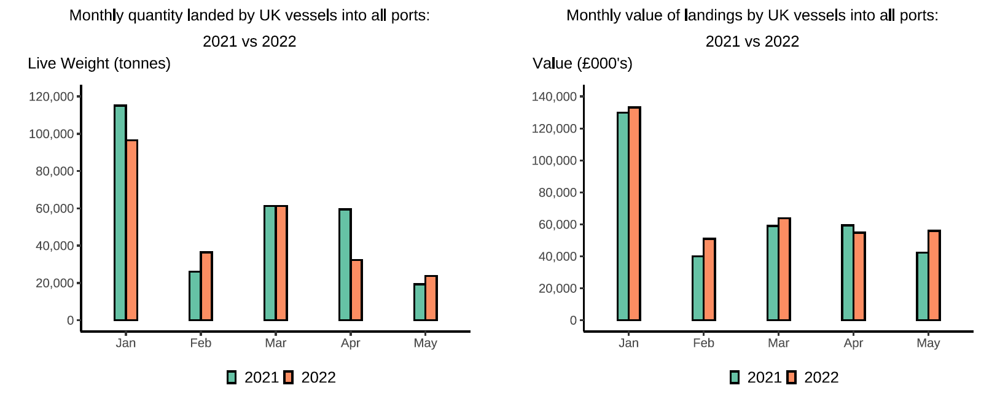 Monthly quantity landed by UK vessels into all ports:
2021 vs 2022
Live Weight (tonnes)
120,000
100,000
80,000
60,000
40,000
20,000
0
Jan Feb Mar Apr May
2021 2022
Monthly value of landings by UK vessels into all ports:
2021 vs 2022
Value (£000's)
140,000
120,000
100,000
80,000
60,000
40,000
20,000
0
Jan Feb Mar Apr May
2021 2022